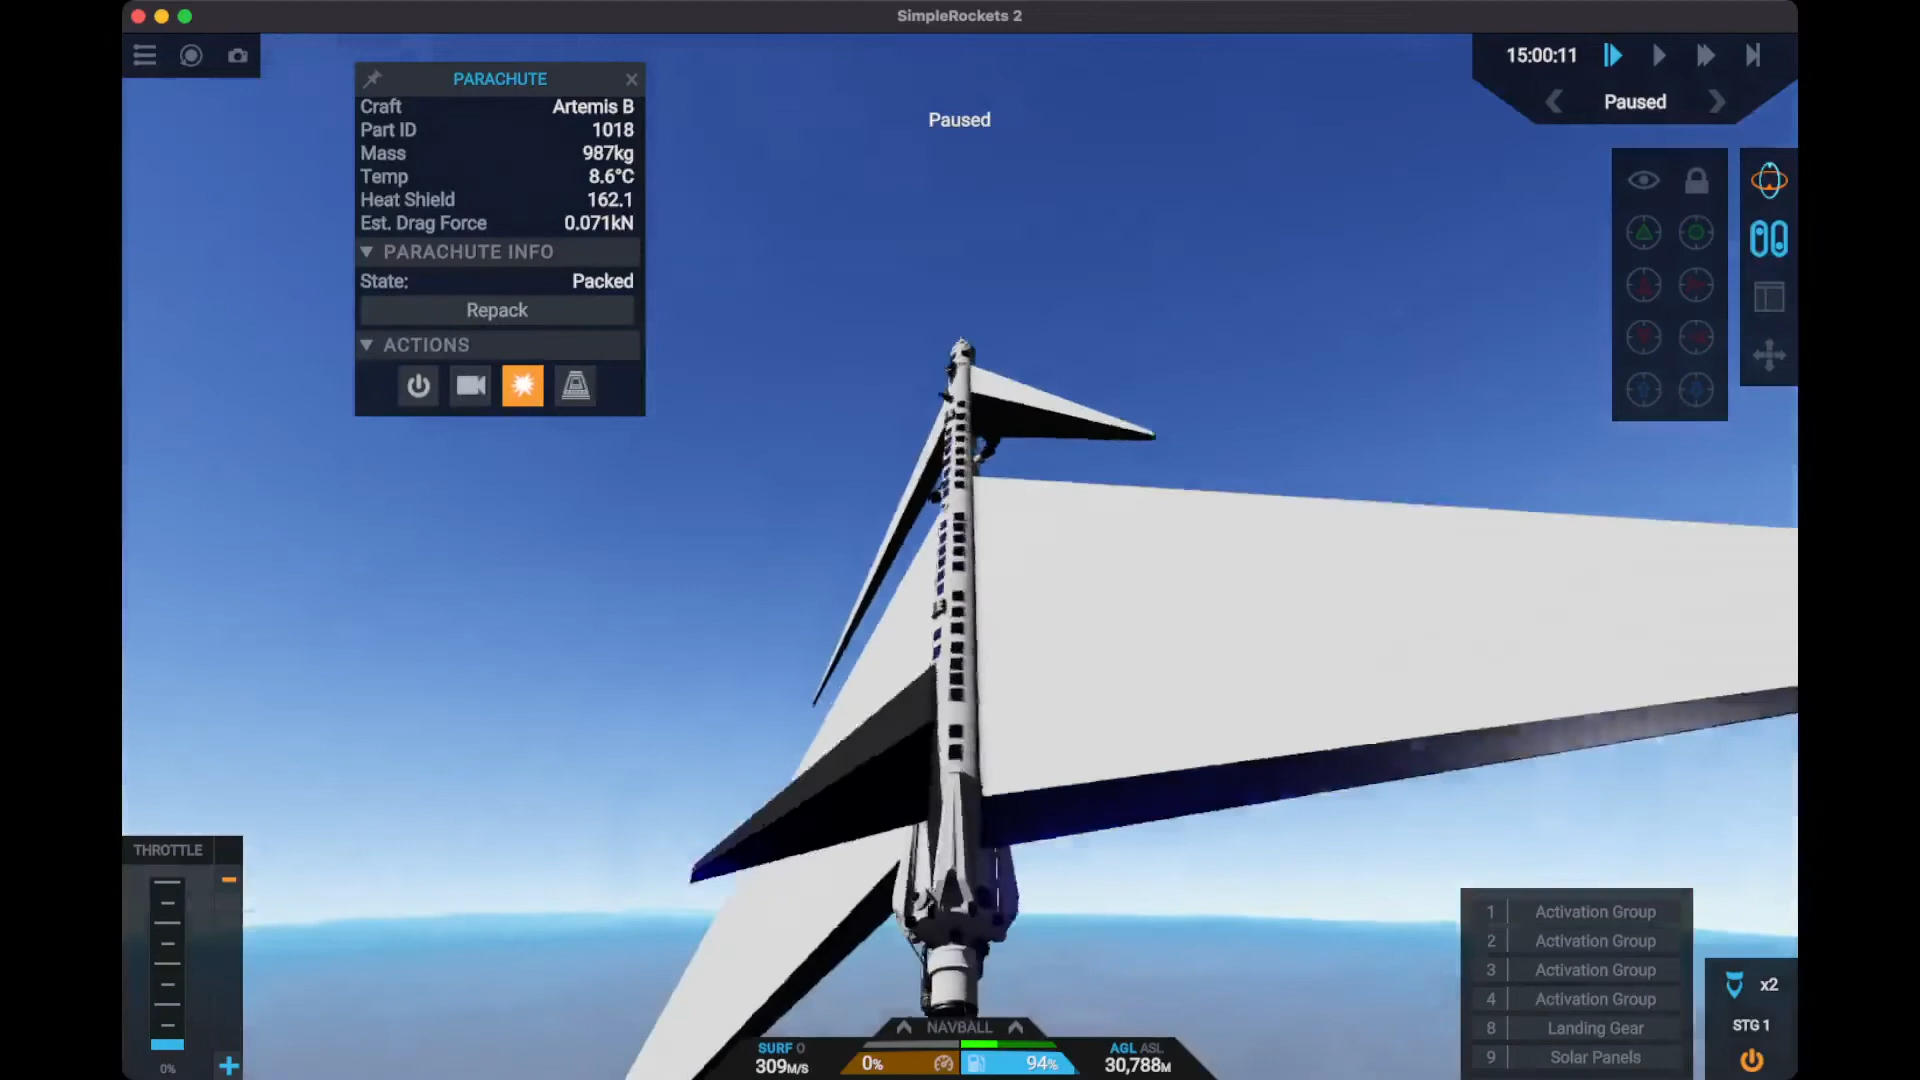 SimpleRockets 2
15:00:11
Paused
PARACHUTE
Craft Artemis B
Part ID 1018
Mass 987kg
Temp 8.6°C
Heat Shield 162.1
Est. Drag Force 0.071kN
PARACHUTE INFO
State: Packed
Repack
ACTIONS
Paused
THROTTLE
0%
NAVBALL
SURF O
309M/S
0%
94%
AGL ASL
30,788M
1 Activation Group
2 Activation Group
3 Activation Group
4 Activation Group
8 Landing Gear
9 Solar Panels
x2
STG 1